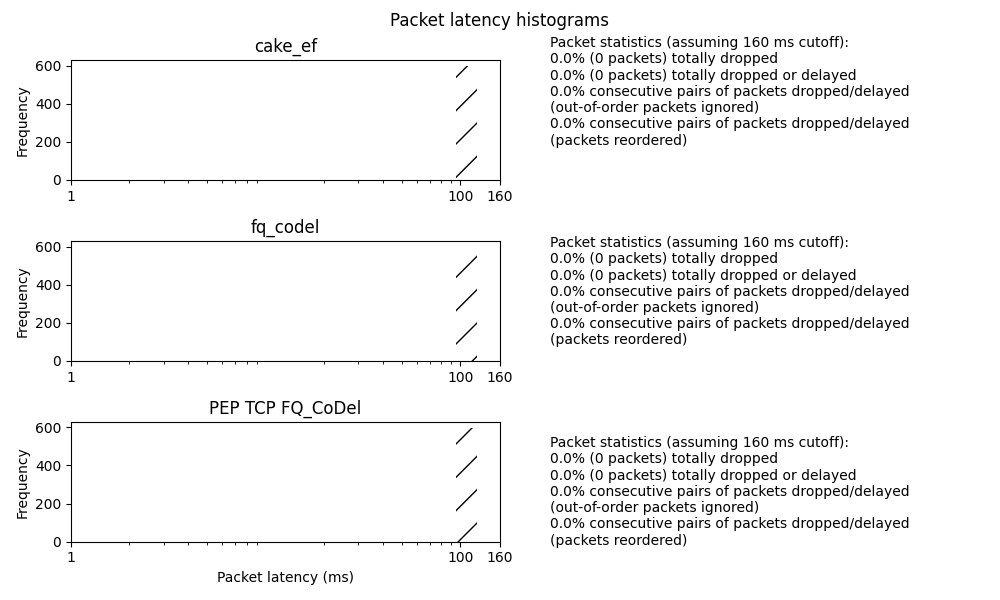 Packet latency histograms
cake_ef
600
400
200
0
Frequency
1
100
160
Packet statistics (assuming 160 ms cutoff):
0.0% (0 packets) totally dropped
0.0% (0 packets) totally dropped or delayed
0.0% consecutive pairs of packets dropped/delayed
(out-of-order packets ignored)
0.0% consecutive pairs of packets dropped/delayed
(packets reordered)
fq_codel
600
400
200
0
Frequency
1
100
160
Packet statistics (assuming 160 ms cutoff):
0.0% (0 packets) totally dropped
0.0% (0 packets) totally dropped or delayed
0.0% consecutive pairs of packets dropped/delayed
(out-of-order packets ignored)
0.0% consecutive pairs of packets dropped/delayed
(packets reordered)
PEP TCP FQ_CoDel
600
400
200
0
Frequency
1
100
160
Packet latency (ms)
Packet statistics (assuming 160 ms cutoff):
0.0% (0 packets) totally dropped
0.0% (0 packets) totally dropped or delayed
0.0% consecutive pairs of packets dropped/delayed
(out-of-order packets ignored)
0.0% consecutive pairs of packets dropped/delayed
(packets reordered)